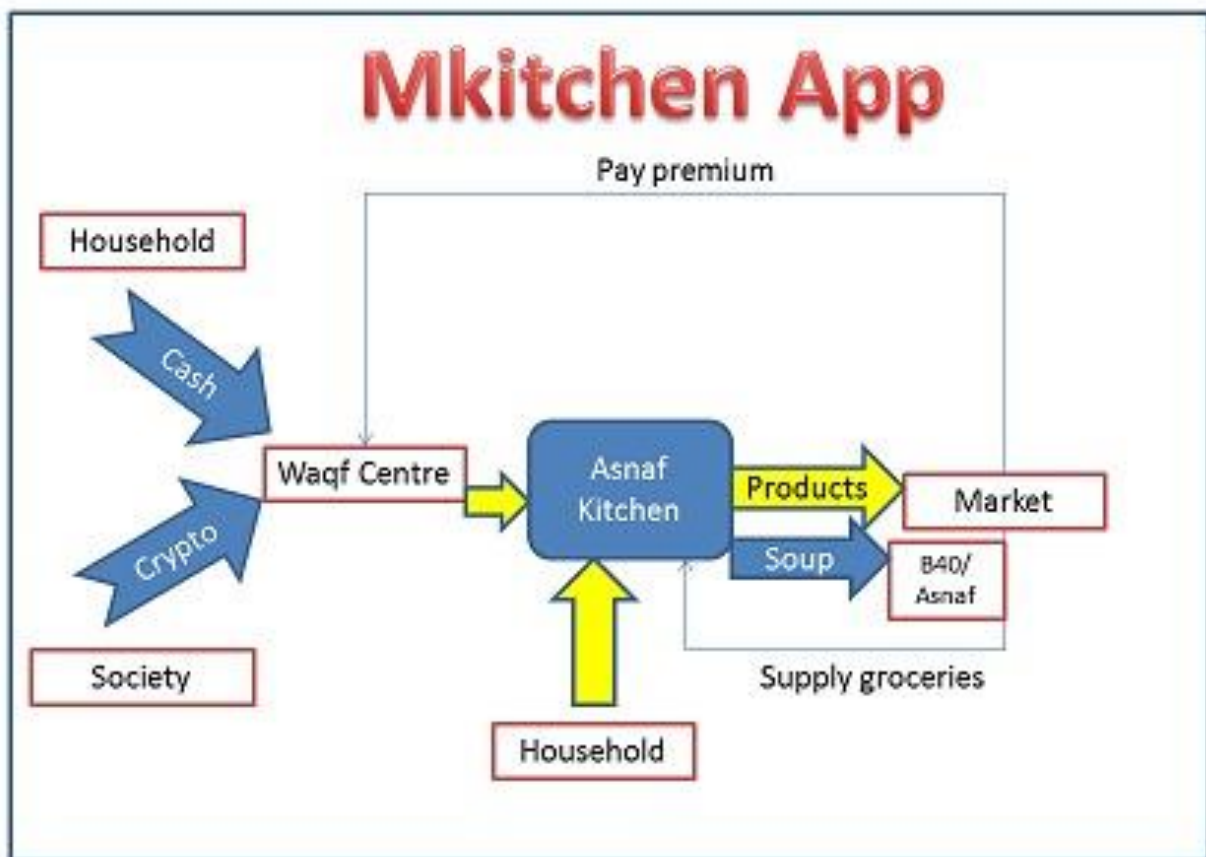 Mkitchen App
Pay premium
Household
Cash
Waqf Centre
Asnaf
Kitchen
Products
Market
Crypto
Soup
B40/
Asnaf
Society
Supply groceries
Household